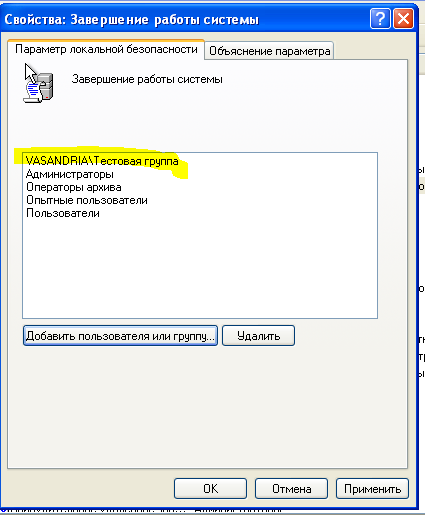 Свойства: Завершение работы системы
Параметр локальной безопасности
Объяснение параметра
Завершение работы системы
VASANDRIA\Тестовая группа
Администраторы
Операторы архива
Опытные пользователи
Пользователи
Добавить пользователя или группу...
Удалить
OK
Отмена
Применить